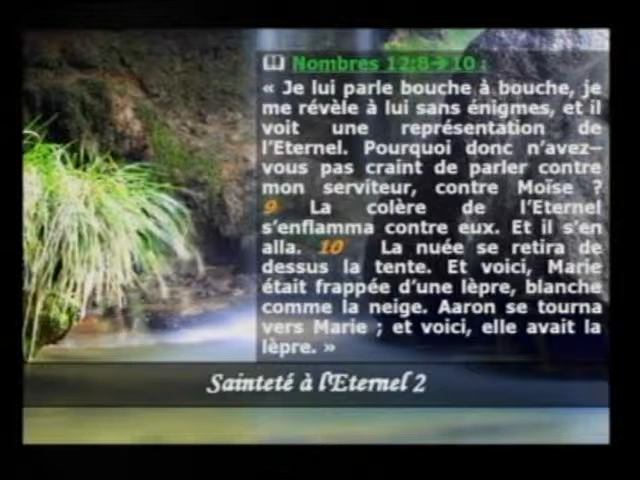 Nombres 12:8→10 :
« Je lui parle bouche à bouche, je
me révèle à lui sans énigmes, et il
voit une représentation de
l'Eternel. Pourquoi donc n'avez–
vous pas craint de parler contre
mon serviteur, contre Moïse ?
9 La colère de l'Eternel
s'enflamma contre eux. Et il s'en
alla. 10 La nuée se retira de
dessus la tente. Et voici, Marie
était frappée d'une lèpre, blanche
comme la neige. Aaron se tourna
vers Marie ; et voici, elle avait la
lèpre. »
Sainteté à l'Eternel 2